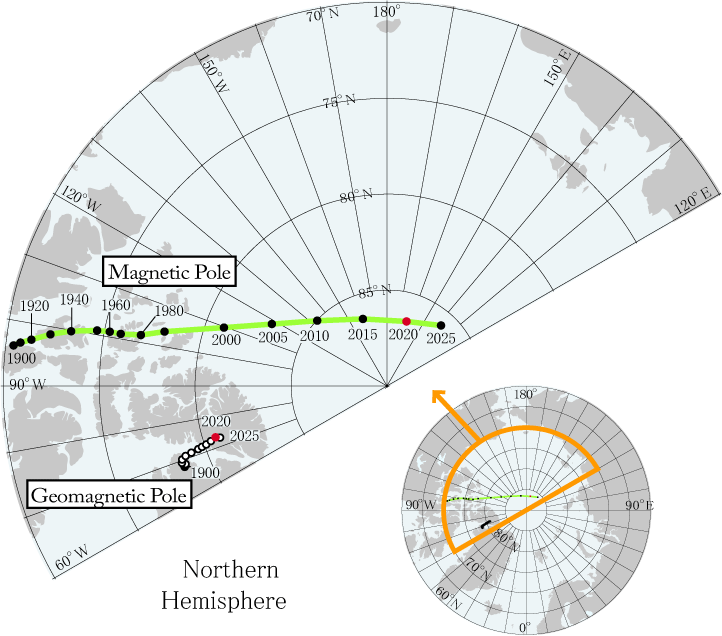 70°N
180°
150°W
150°E
75°N
120°W
80°N
120°E
Magnetic Pole
85°N
1920
1940
1960
1980
2000
2005
2010
2015
2020
2025
1900
90°W
2020
2025
1900
Geomagnetic Pole
60°W
Northern
Hemisphere
180°
90°W
90°E
80°N
70°N
60°N
0°